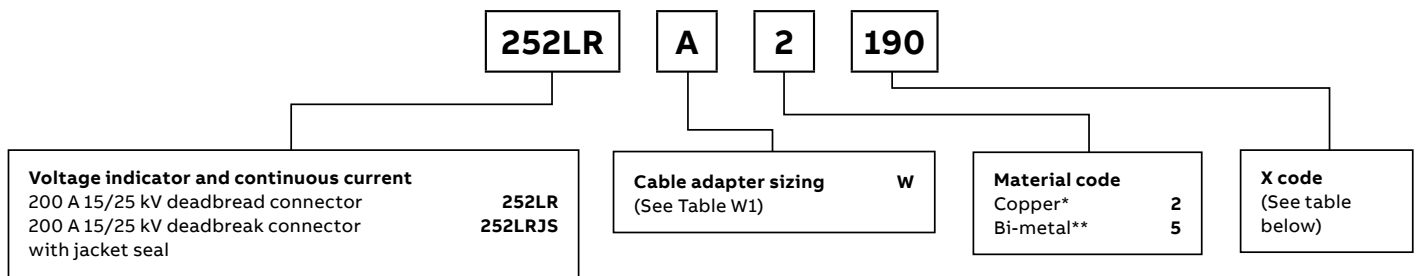 252LR A 2 190
Voltage indicator and continuous current
200 A 15/25 kV deadbread connector 252LR
200 A 15/25 kV deadbreak connector 252LRJS
with jacket seal
Cable adapter sizing W
(See Table W1)
Material code
Copper* 2
Bi-metal** 5
X code
(See table
below)